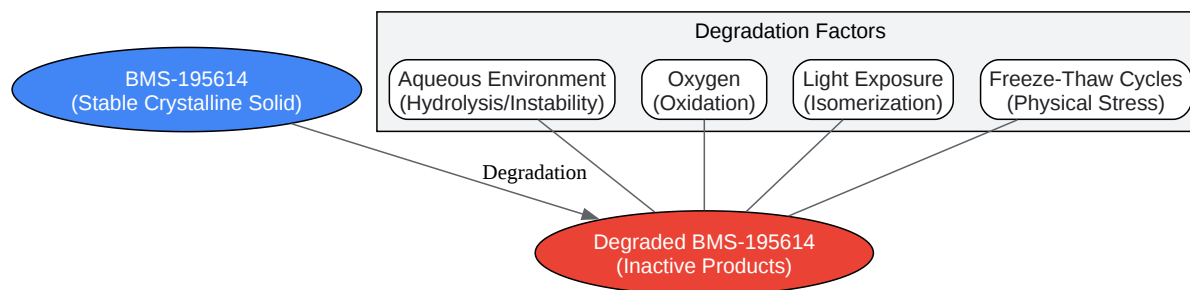 Degradation Factors
BMS-195614
(Stable Crystalline Solid)
Aqueous Environment
(Hydrolysis/Instability)
Oxygen
(Oxidation)
Light Exposure
(Isomerization)
Freeze-Thaw Cycles
(Physical Stress)
Degradation
Degraded BMS-195614
(Inactive Products)